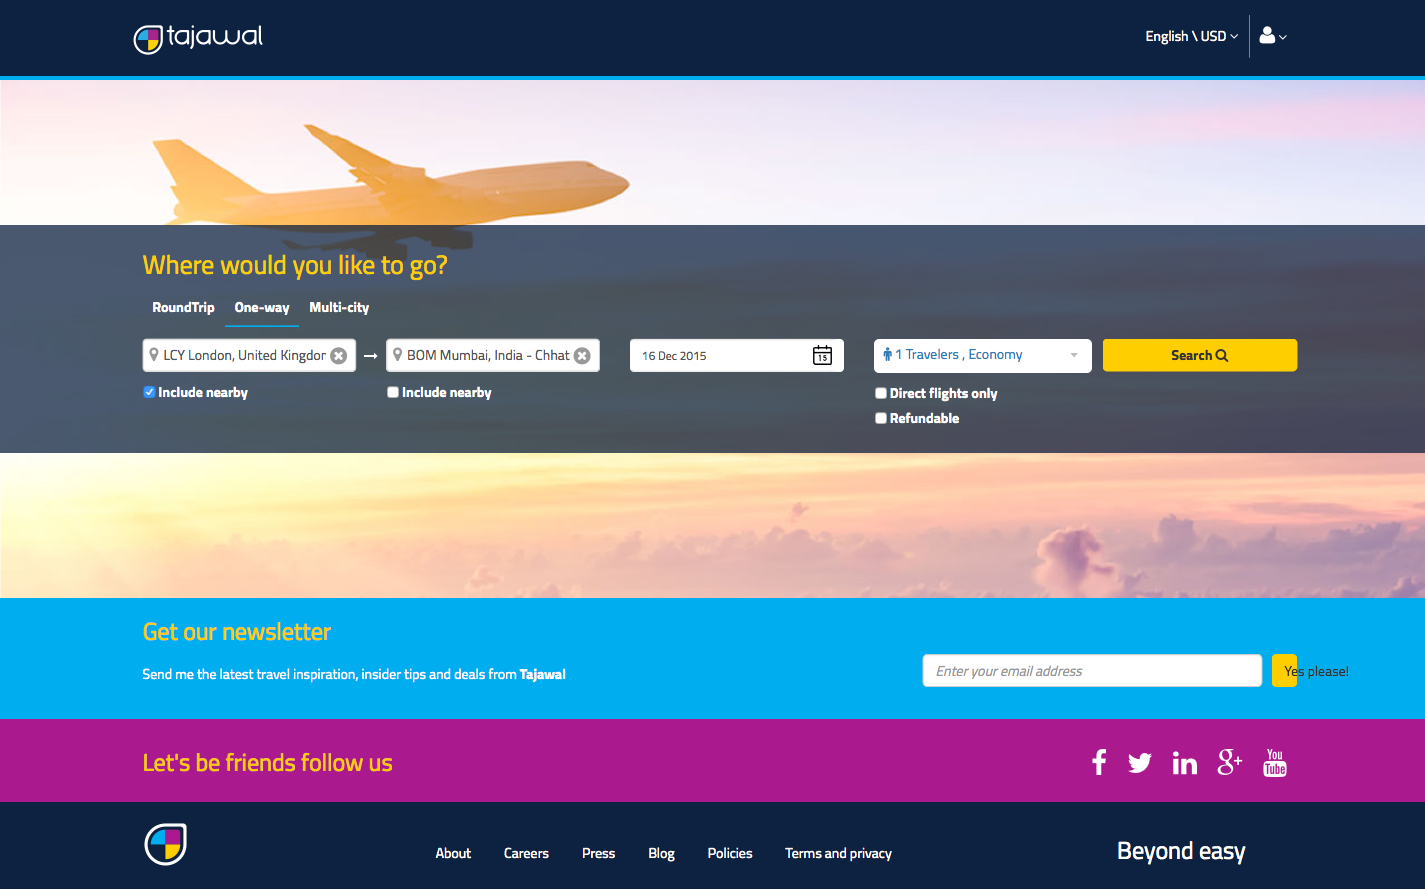 tajawal
English \ USD
Where would you like to go?
RoundTrip One-way Multi-city
LCY London, United Kingdor
BOM Mumbai, India - Chhat
16 Dec 2015
15
1 Travelers , Economy
Search
Include nearby
Include nearby
Direct flights only
Refundable
Get our newsletter
Send me the latest travel inspiration, insider tips and deals from Tajawal
Enter your email address
Yes please!
Let's be friends follow us
f
in
g+
You
Tube
About Careers Press Blog Policies Terms and privacy
Beyond easy